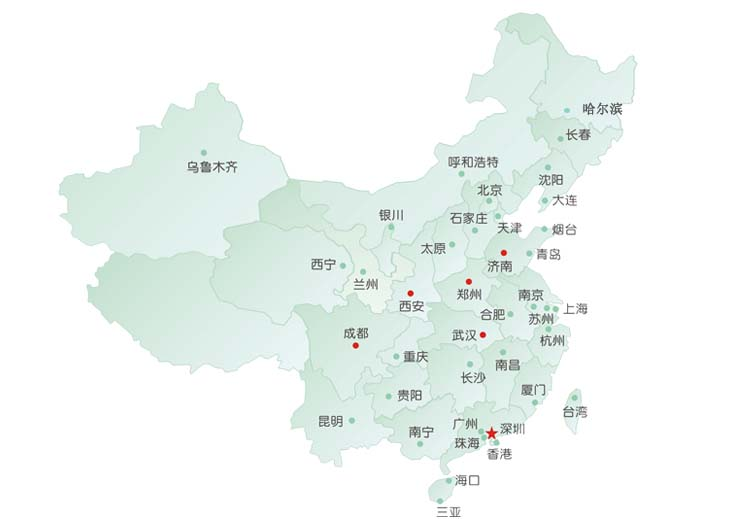 哈尔滨
长春
呼和浩特
乌鲁木齐
沈阳
北京
大连
银川
石家庄
天津
烟台
太原
青岛
西宁
济南
兰州
郑州
南京
西安
合肥
上海
苏州
成都
武汉
杭州
重庆
南昌
长沙
厦门
贵阳
台湾
昆明
广州
深圳
南宁
珠海
香港
海口
三亚